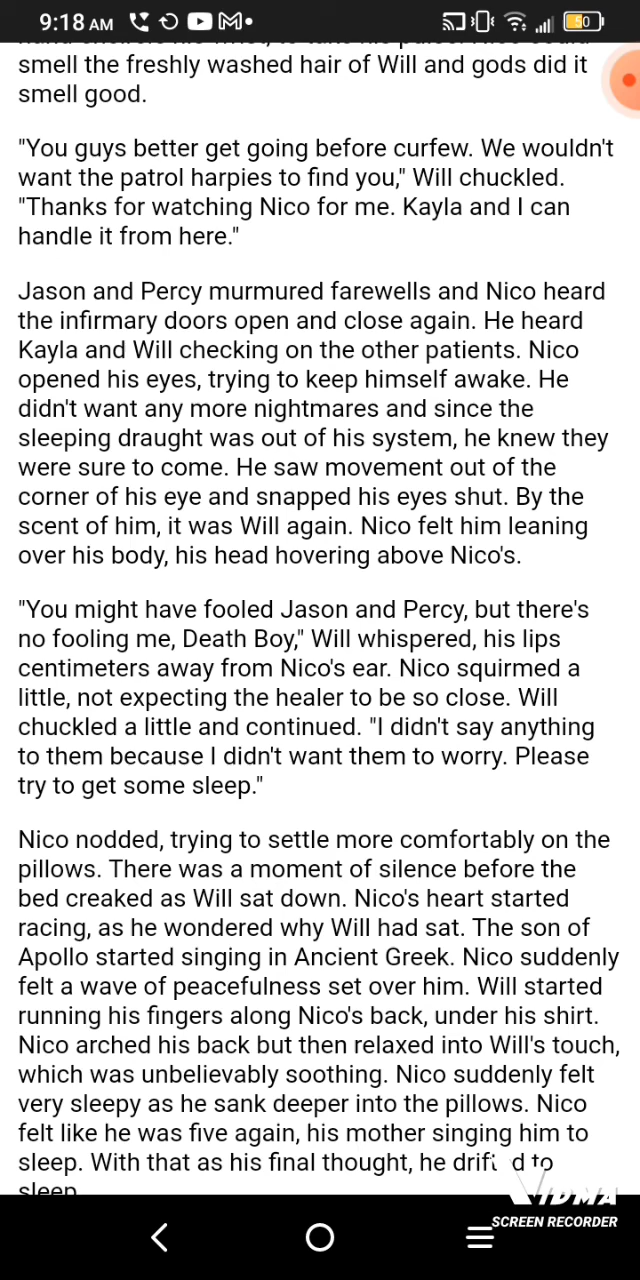 9:18 AM
50
smell the freshly washed hair of Will and gods did it
smell good.
"You guys better get going before curfew. We wouldn't
want the patrol harpies to find you," Will chuckled.
"Thanks for watching Nico for me. Kayla and I can
handle it from here."
Jason and Percy murmured farewells and Nico heard
the infirmary doors open and close again. He heard
Kayla and Will checking on the other patients. Nico
opened his eyes, trying to keep himself awake. He
didn't want any more nightmares and since the
sleeping draught was out of his system, he knew they
were sure to come. He saw movement out of the
corner of his eye and snapped his eyes shut. By the
scent of him, it was Will again. Nico felt him leaning
over his body, his head hovering above Nico's.
"You might have fooled Jason and Percy, but there's
no fooling me, Death Boy," Will whispered, his lips
centimeters away from Nico's ear. Nico squirmed a
little, not expecting the healer to be so close. Will
chuckled a little and continued. "I didn't say anything
to them because I didn't want them to worry. Please
try to get some sleep."
Nico nodded, trying to settle more comfortably on the
pillows. There was a moment of silence before the
bed creaked as Will sat down. Nico's heart started
racing, as he wondered why Will had sat. The son of
Apollo started singing in Ancient Greek. Nico suddenly
felt a wave of peacefulness set over him. Will started
running his fingers along Nico's back, under his shirt.
Nico arched his back but then relaxed into Will's touch,
which was unbelievably soothing. Nico suddenly felt
very sleepy as he sank deeper into the pillows. Nico
felt like he was five again, his mother singing him to
sleep. With that as his final thought, he drifted to
sleep
VIDMA
SCREEN RECORDER